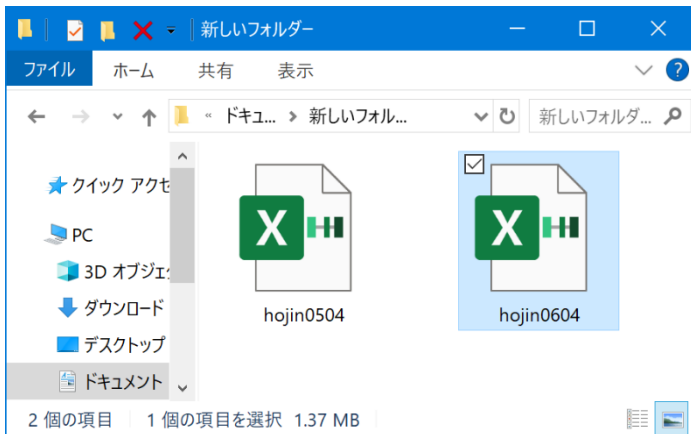 新しいフォルダー
ファイル ホーム 共有 表示
« ドキュ... › 新しいフォル... 新しいフォルダ...
クイック アクセ
PC
3D オブジェ
ダウンロード
デスクトップ
ドキュメント
X hojin0504
X hojin0604
2 個の項目 1 個の項目を選択 1.37 MB